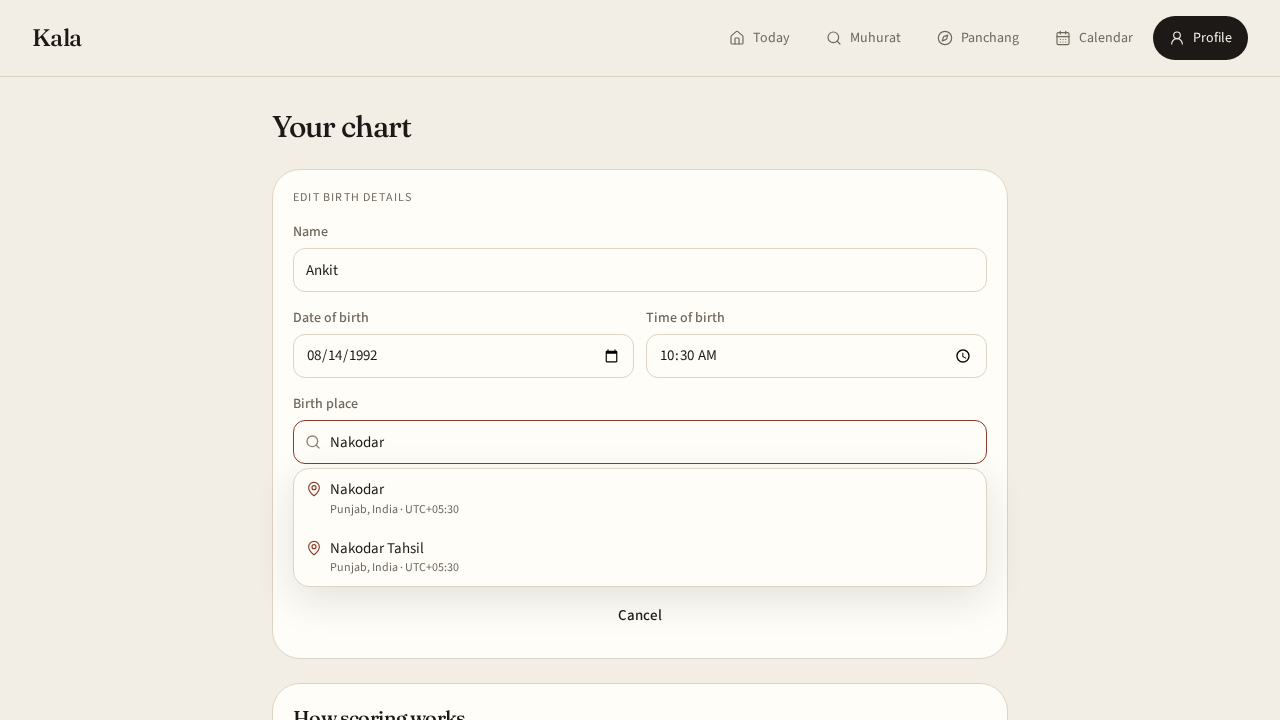 Kala
Today
Muhurat
Panchang
Calendar
Profile
Your chart
EDIT BIRTH DETAILS
Name
Ankit
Date of birth
Time of birth
08/14/1992
10:30 AM
Birth place
Nakodar
Nakodar
Punjab, India · UTC+05:30
Nakodar Tahsil
Punjab, India · UTC+05:30
Cancel
How scoring works